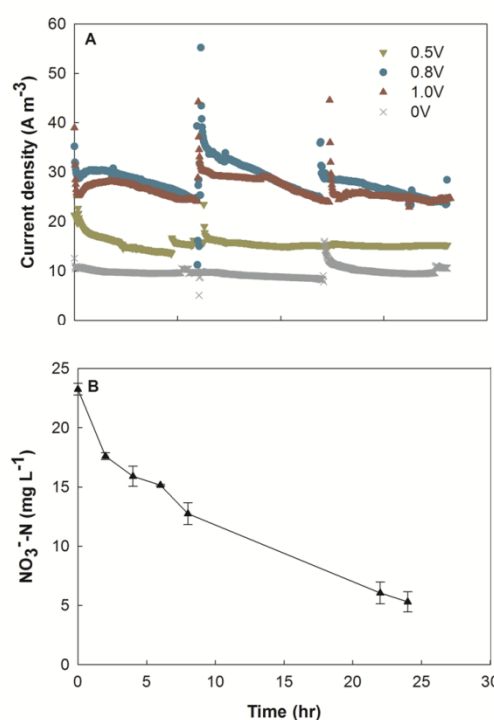 A
0.5V
0.8V
1.0V
0V
Current density (A m⁻³)
60
50
40
30
20
10
0
B
NO₃⁻-N (mg L⁻¹)
25
20
15
10
5
0
0 5 10 15 20 25 30
Time (hr)